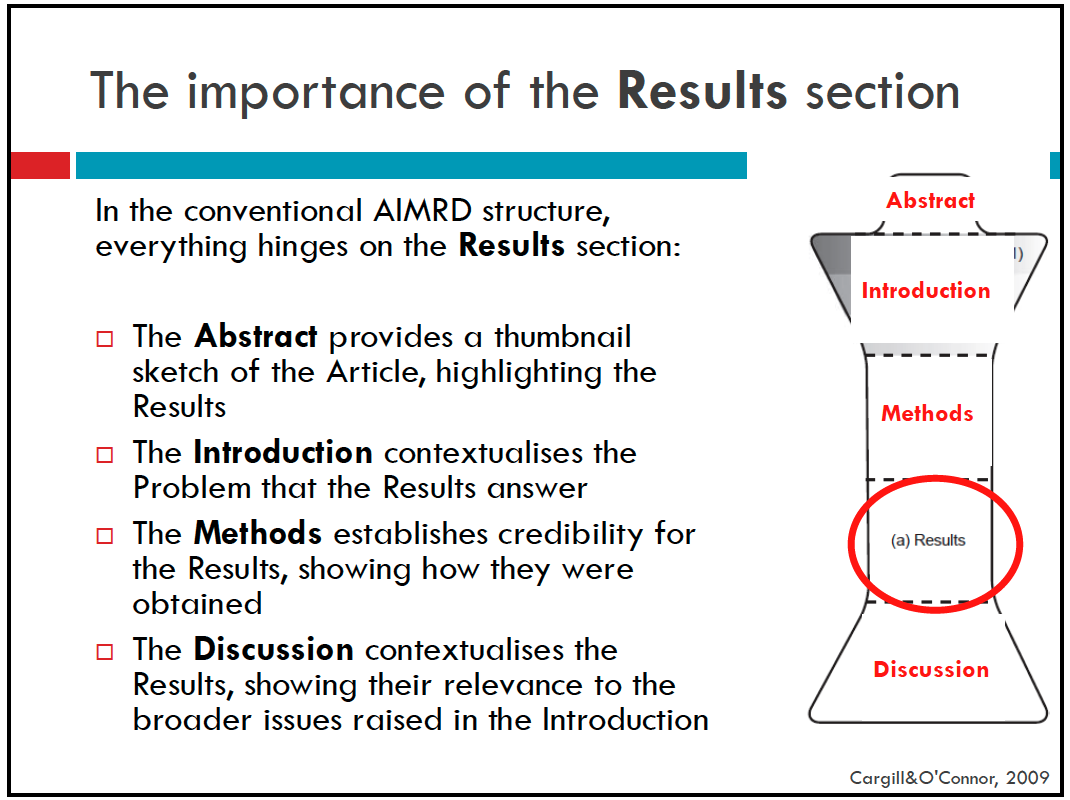 The importance of the Results section
In the conventional AIMRD structure,
everything hinges on the Results section:
The Abstract provides a thumbnail
sketch of the Article, highlighting the
Results
The Introduction contextualises the
Problem that the Results answer
The Methods establishes credibility for
the Results, showing how they were
obtained
The Discussion contextualises the
Results, showing their relevance to the
broader issues raised in the Introduction
Abstract
Introduction
Methods
(a) Results
Discussion
Cargill&O'Connor, 2009